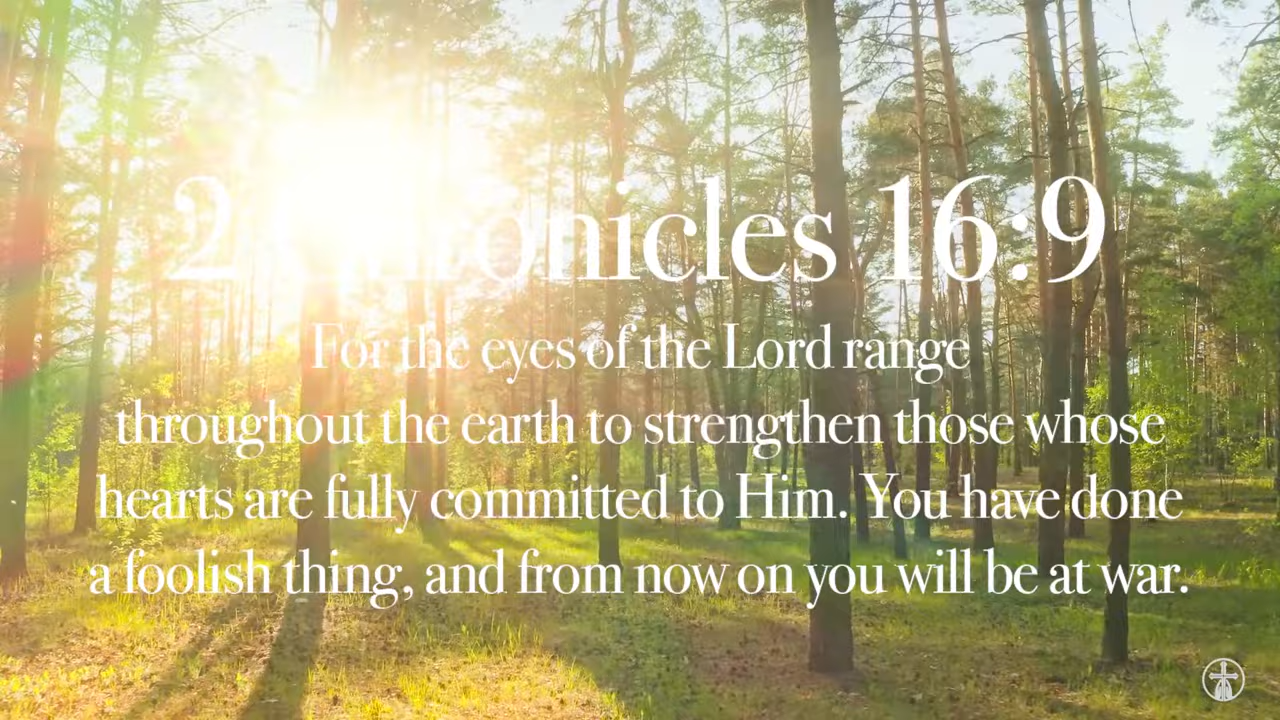 2 Chronicles 16:9
For the eyes of the Lord range
throughout the earth to strengthen those whose
hearts are fully committed to Him. You have done
a foolish thing, and from now on you will be at war.